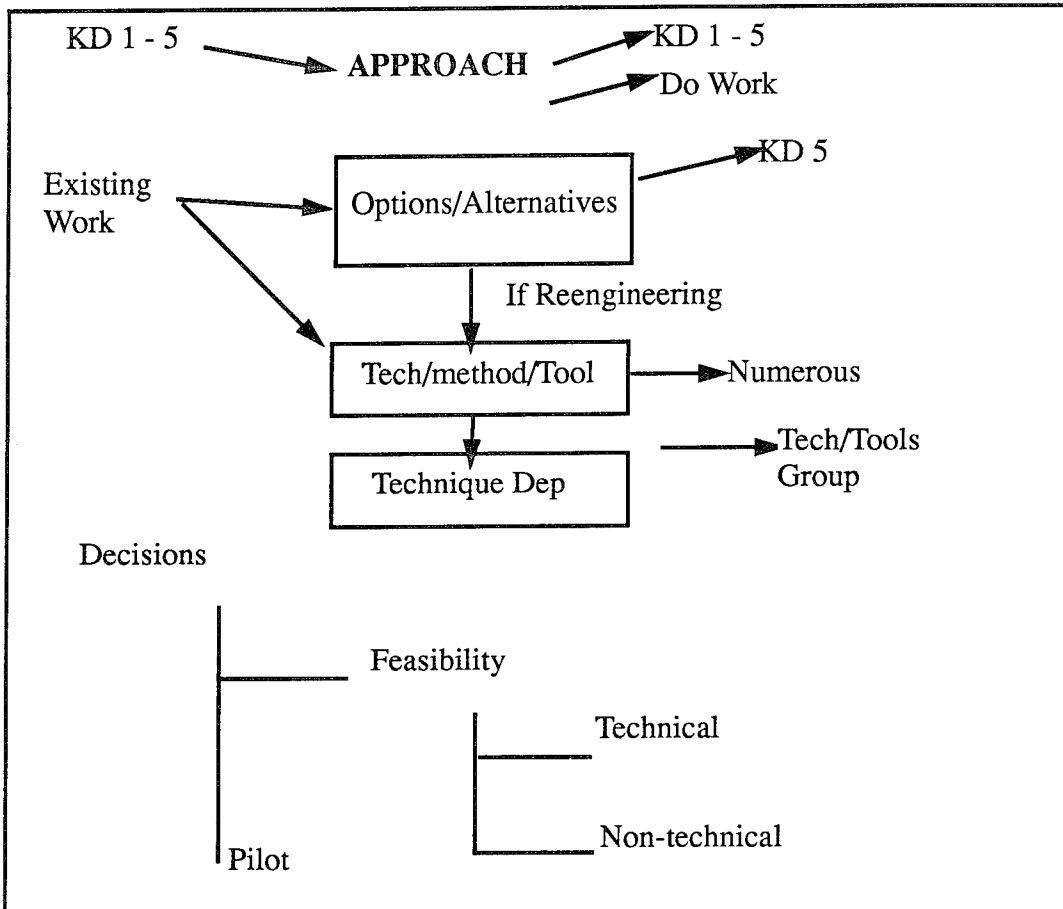 KD 1 - 5
APPROACH
KD 1 - 5
Do Work
KD 5
Existing
Work
Options/Alternatives
If Reengineering
Tech/method/Tool
Numerous
Tech/Tools
Group
Technique Dep
Decisions
Feasibility
Technical
Non-technical
Pilot